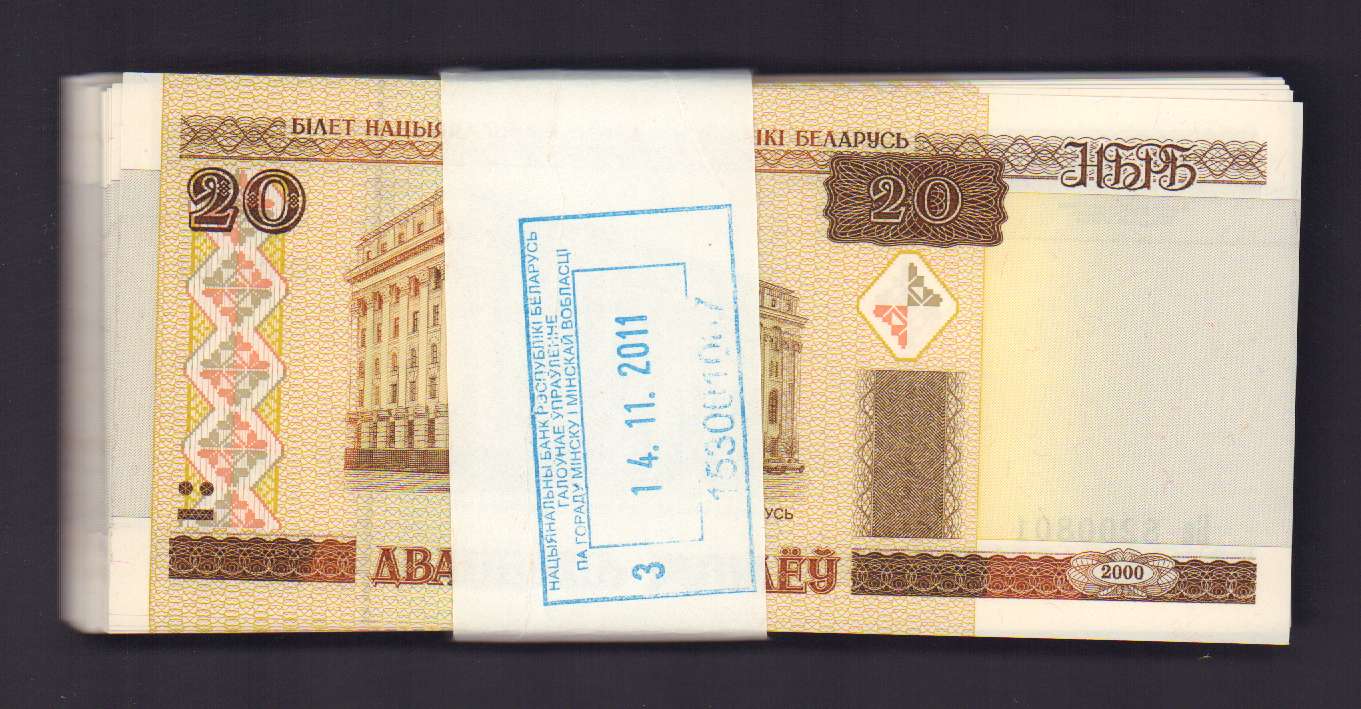 БІЛЕТ НАЦЫЯ
ІКІ БЕЛАРУСЬ
НБРБ
20
20
НАЦЫЯНАЛЬНЫ БАНК РЭСПУБЛІКІ БЕЛАРУСЬ
ГАЛОЎНАЕ ЎПРАЎЛЕННЕ
ПА ГОРАДУ МІНСКУ І МІНСКАЙ ВОБЛАСЦІ
3 14.11.2011
УСЬ
ДВА
ЛЁЎ
2000